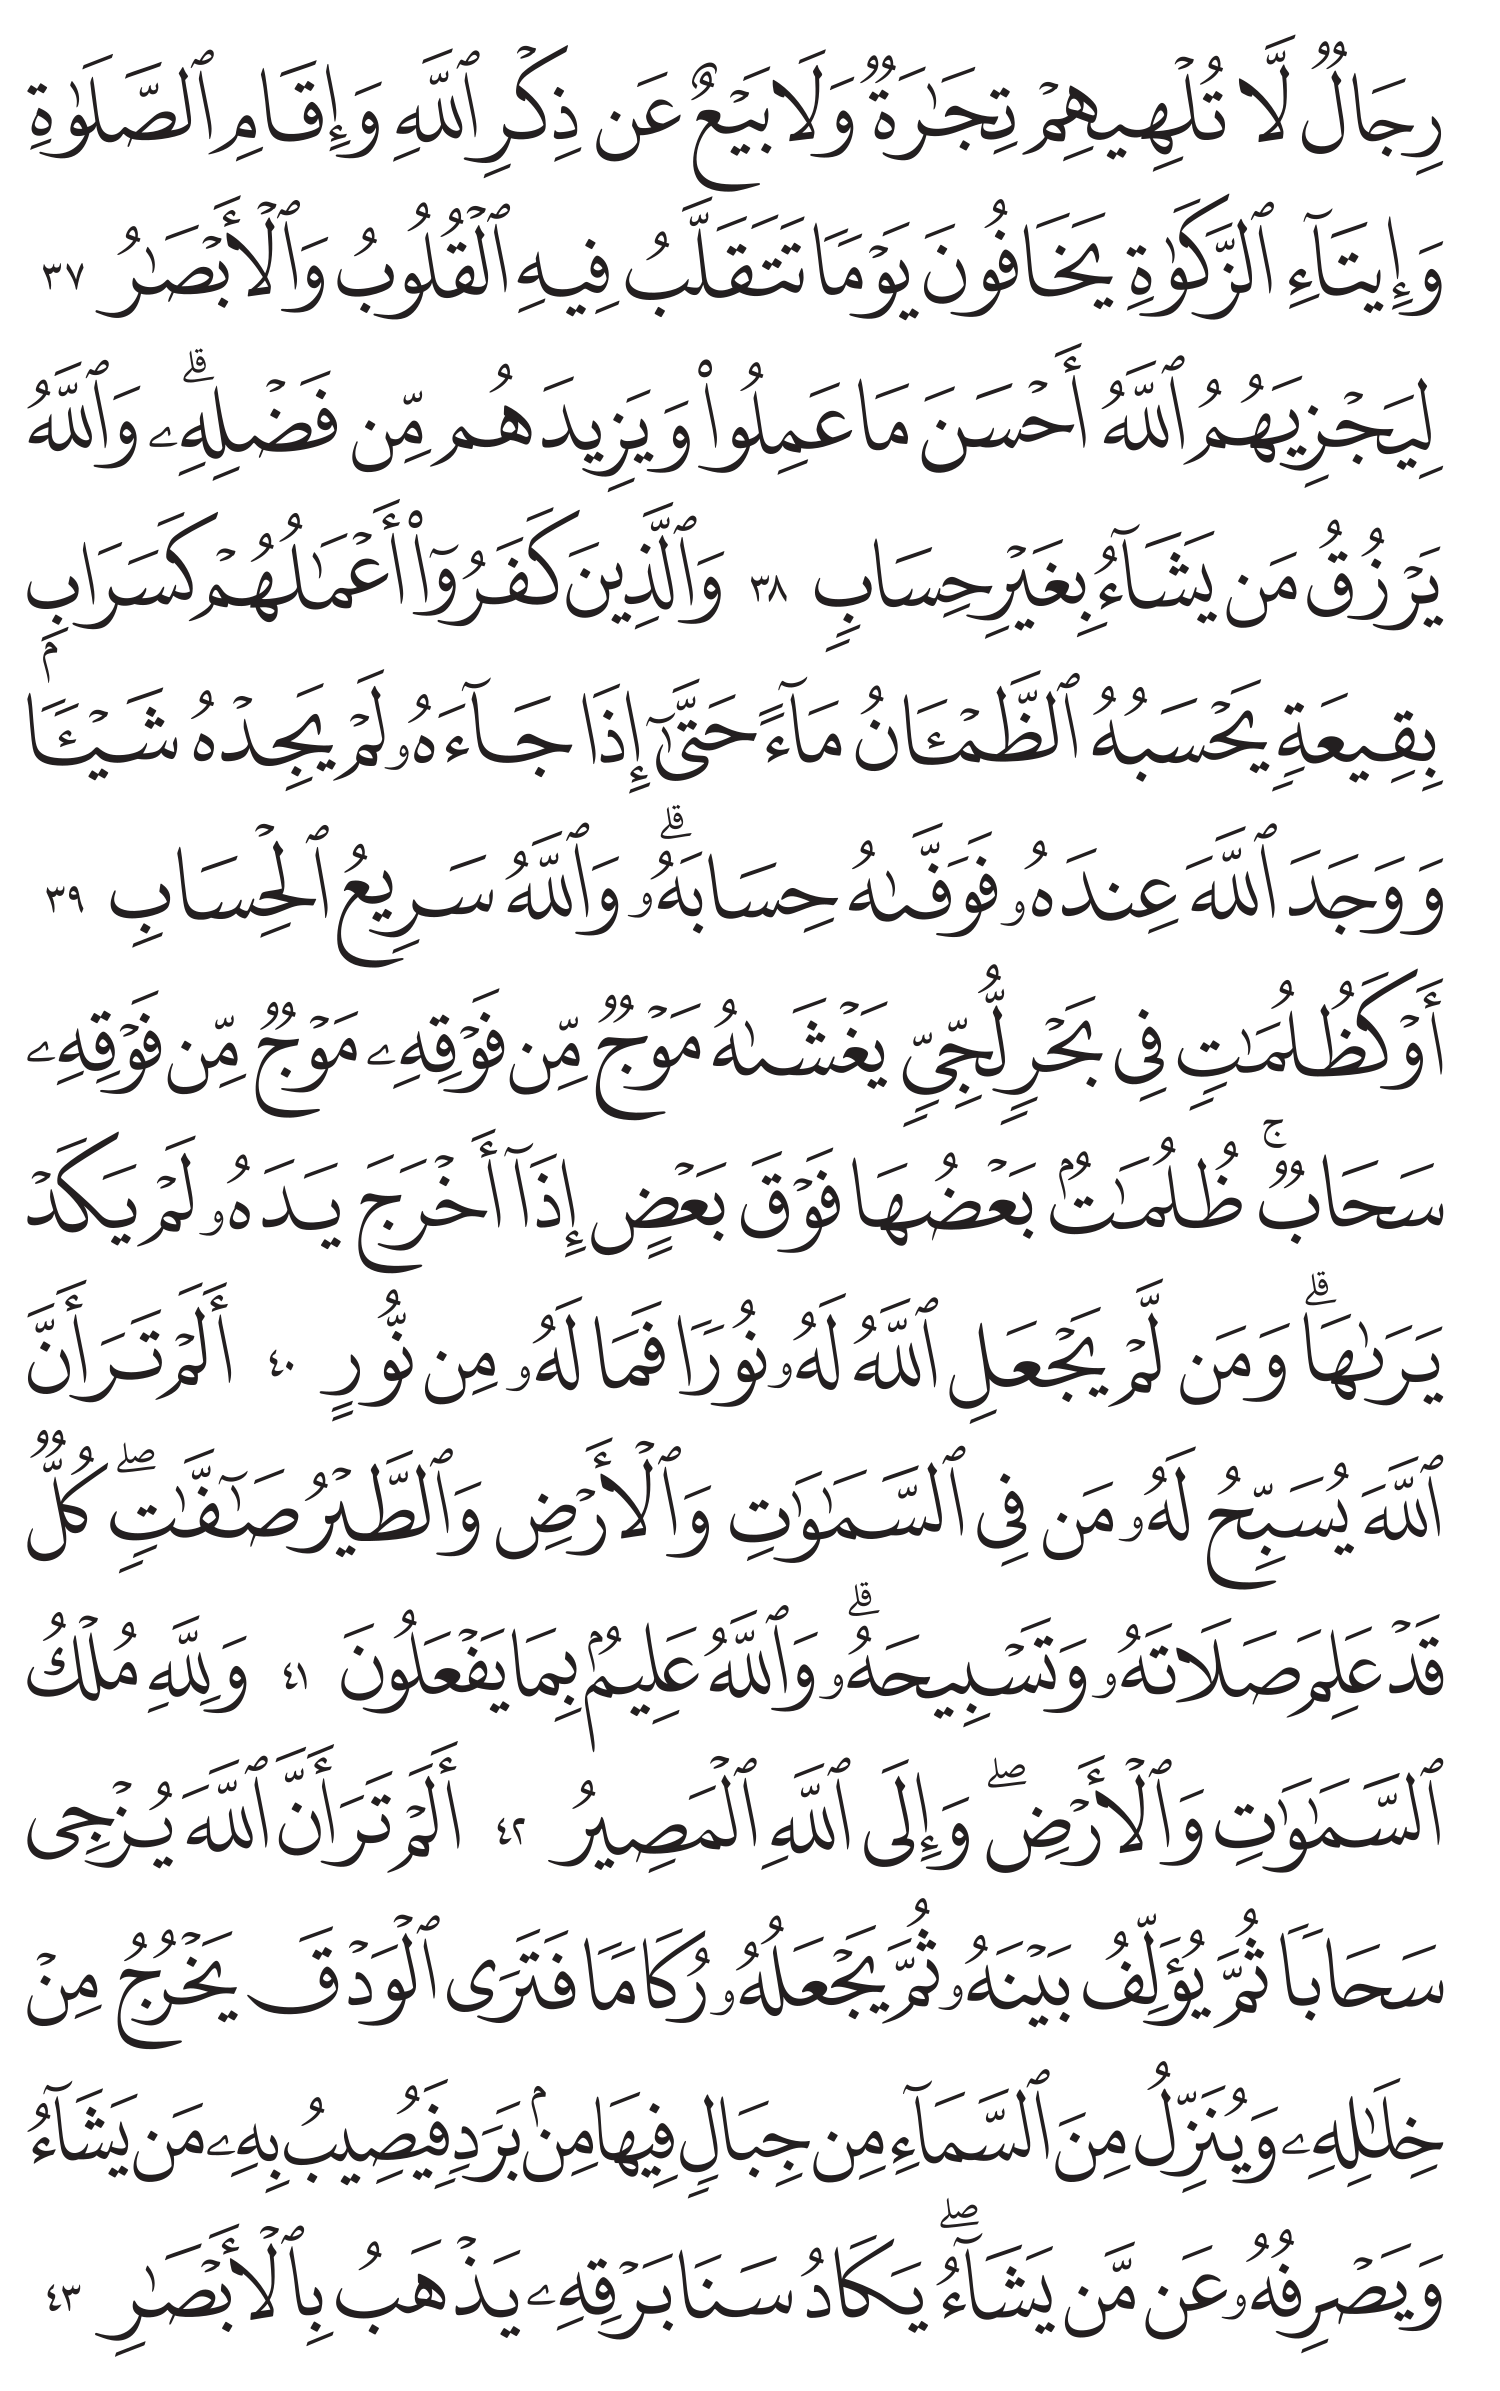 رِجَالٌ لَّا تُلْهِيهِمْ تِجَـٰرَةٌ وَلَا بَيْعٌ عَن ذِكْرِ ٱللَّهِ وَإِقَامِ ٱلصَّلَوٰةِ
وَإِيتَآءِ ٱلزَّكَوٰةِ يَخَافُونَ يَوْمًا تَتَقَلَّبُ فِيهِ ٱلْقُلُوبُ وَٱلْأَبْصَـٰرُ ٣٧
لِيَجْزِيَهُمُ ٱللَّهُ أَحْسَنَ مَا عَمِلُوا۟ وَيَزِيدَهُم مِّن فَضْلِهِۦ ۗ وَٱللَّهُ
يَرْزُقُ مَن يَشَآءُ بِغَيْرِ حِسَابٍ ٣٨ وَٱلَّذِينَ كَفَرُوٓا۟ أَعْمَـٰلُهُمْ كَسَرَابٍۭ
بِقِيعَةٍ يَحْسَبُهُ ٱلظَّمْـَٔانُ مَآءً حَتَّىٰٓ إِذَا جَآءَهُۥ لَمْ يَجِدْهُ شَيْـًٔا
وَوَجَدَ ٱللَّهَ عِندَهُۥ فَوَفَّىٰهُ حِسَابَهُۥ ۗ وَٱللَّهُ سَرِيعُ ٱلْحِسَابِ ٣٩
أَوْ كَظُلُمَـٰتٍ فِى بَحْرٍ لُّجِّىٍّ يَغْشَىٰهُ مَوْجٌ مِّن فَوْقِهِۦ مَوْجٌ مِّن فَوْقِهِۦ
سَحَابٌ ۚ ظُلُمَـٰتٌۢ بَعْضُهَا فَوْقَ بَعْضٍ إِذَآ أَخْرَجَ يَدَهُۥ لَمْ يَكَدْ
يَرَىٰهَا ۗ وَمَن لَّمْ يَجْعَلِ ٱللَّهُ لَهُۥ نُورًا فَمَا لَهُۥ مِن نُّورٍ ٤٠ أَلَمْ تَرَ أَنَّ
ٱللَّهَ يُسَبِّحُ لَهُۥ مَن فِى ٱلسَّمَـٰوَٰتِ وَٱلْأَرْضِ وَٱلطَّيْرُ صَـٰٓفَّـٰتٍ ۖ كُلٌّ
قَدْ عَلِمَ صَلَاتَهُۥ وَتَسْبِيحَهُۥ ۗ وَٱللَّهُ عَلِيمٌۢ بِمَا يَفْعَلُونَ ٤١ وَلِلَّهِ مُلْكُ
ٱلسَّمَـٰوَٰتِ وَٱلْأَرْضِ ۖ وَإِلَى ٱللَّهِ ٱلْمَصِيرُ ٤٢ أَلَمْ تَرَ أَنَّ ٱللَّهَ يُزْجِى
سَحَابًا ثُمَّ يُؤَلِّفُ بَيْنَهُۥ ثُمَّ يَجْعَلُهُۥ رُكَامًا فَتَرَى ٱلْوَدْقَ يَخْرُجُ مِنْ
خِلَـٰلِهِۦ وَيُنَزِّلُ مِنَ ٱلسَّمَآءِ مِن جِبَالٍ فِيهَا مِنۢ بَرَدٍ فَيُصِيبُ بِهِۦ مَن يَشَآءُ
وَيَصْرِفُهُۥ عَن مَّن يَشَآءُ ۖ يَكَادُ سَنَا بَرْقِهِۦ يَذْهَبُ بِٱلْأَبْصَـٰرِ ٤٣